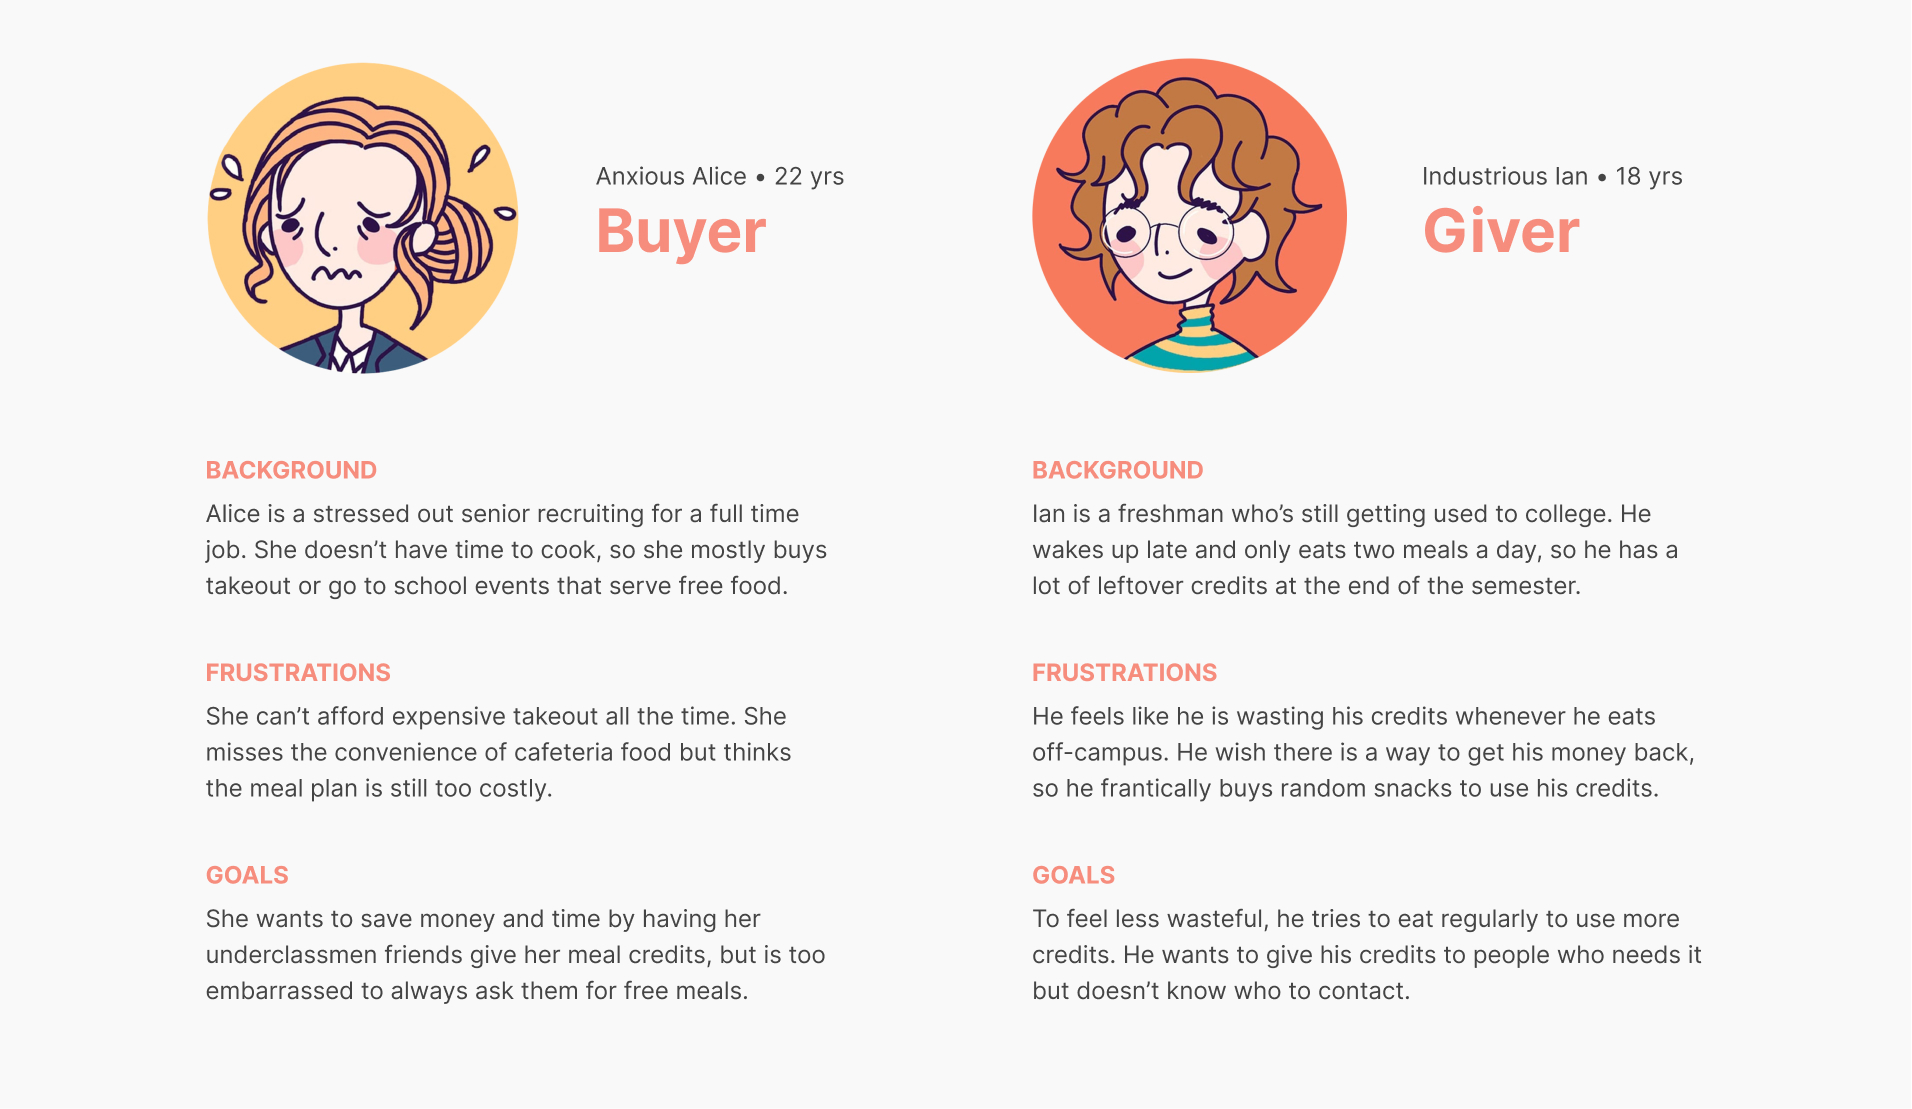 Anxious Alice • 22 yrs
Buyer
BACKGROUND
Alice is a stressed out senior recruiting for a full time
job. She doesn’t have time to cook, so she mostly buys
takeout or go to school events that serve free food.
FRUSTRATIONS
She can’t afford expensive takeout all the time. She
misses the convenience of cafeteria food but thinks
the meal plan is still too costly.
GOALS
She wants to save money and time by having her
underclassmen friends give her meal credits, but is too
embarrassed to always ask them for free meals.
Industrious Ian • 18 yrs
Giver
BACKGROUND
Ian is a freshman who’s still getting used to college. He
wakes up late and only eats two meals a day, so he has a
lot of leftover credits at the end of the semester.
FRUSTRATIONS
He feels like he is wasting his credits whenever he eats
off-campus. He wish there is a way to get his money back,
so he frantically buys random snacks to use his credits.
GOALS
To feel less wasteful, he tries to eat regularly to use more
credits. He wants to give his credits to people who needs it
but doesn’t know who to contact.